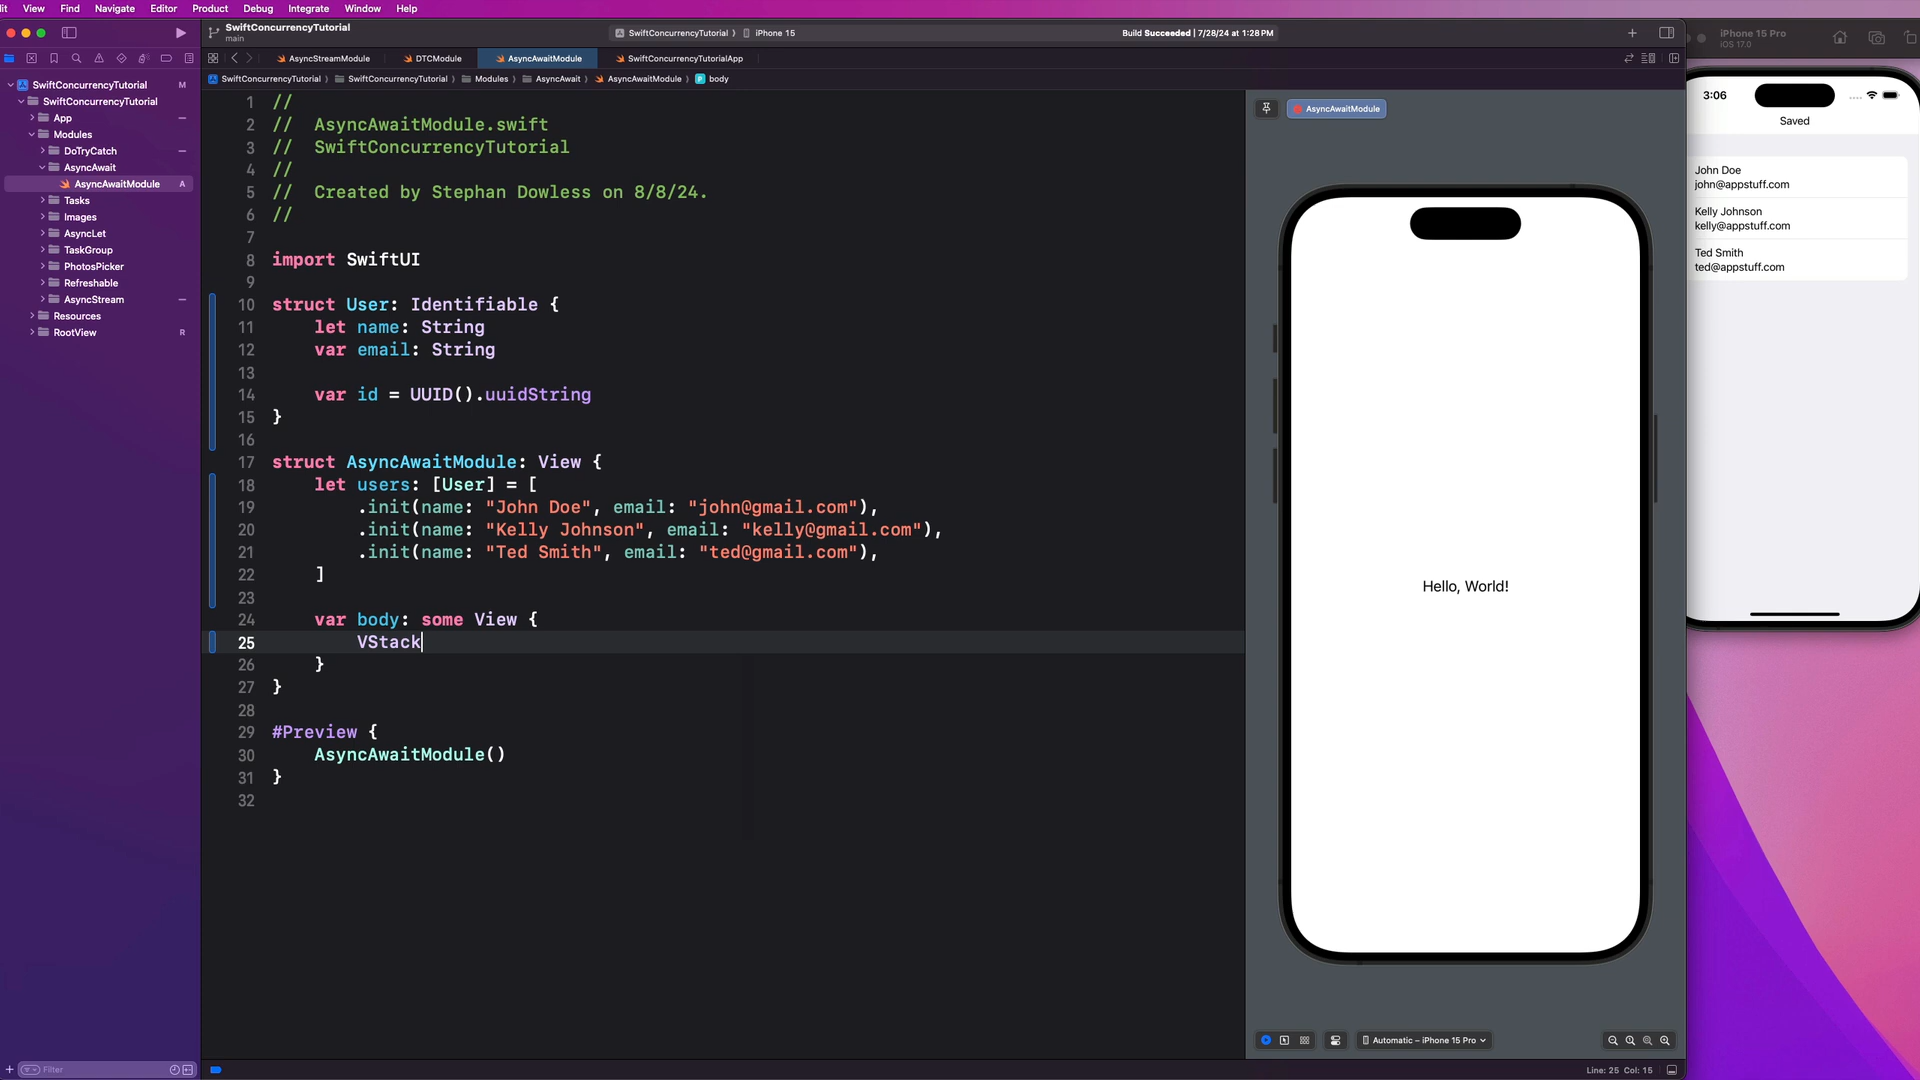 View Find Navigate Editor Product Debug Integrate Window Help
SwiftConcurrencyTutorial
main
SwiftConcurrencyTutorial 〉 iPhone 15
Build Succeeded | 7/28/24 at 1:28 PM
iPhone 15 Pro
iOS 17.0
AsyncStreamModule DTCModule AsyncAwaitModule SwiftConcurrencyTutorialApp
SwiftConcurrencyTutorial 〉 SwiftConcurrencyTutorial 〉 Modules 〉 AsyncAwait 〉 AsyncAwaitModule 〉 P body
SwiftConcurrencyTutorial M
SwiftConcurrencyTutorial
App
Modules
DoTryCatch
AsyncAwait
AsyncAwaitModule A
Tasks
Images
AsyncLet
TaskGroup
PhotosPicker
Refreshable
AsyncStream
Resources
RootView R
Filter
1 //
2 //  AsyncAwaitModule.swift
3 //  SwiftConcurrencyTutorial
4 //
5 //  Created by Stephan Dowless on 8/8/24.
6 //
7
8 import SwiftUI
9
10 struct User: Identifiable {
11     let name: String
12     var email: String
13
14     var id = UUID().uuidString
15 }
16
17 struct AsyncAwaitModule: View {
18     let users: [User] = [
19         .init(name: "John Doe", email: "john@gmail.com"),
20         .init(name: "Kelly Johnson", email: "kelly@gmail.com"),
21         .init(name: "Ted Smith", email: "ted@gmail.com"),
22     ]
23
24     var body: some View {
25         VStack
26     }
27 }
28
29 #Preview {
30     AsyncAwaitModule()
31 }
32
AsyncAwaitModule
Hello, World!
Automatic – iPhone 15 Pro
Line: 25 Col: 15
3:06
Saved
John Doe
john@appstuff.com
Kelly Johnson
kelly@appstuff.com
Ted Smith
ted@appstuff.com